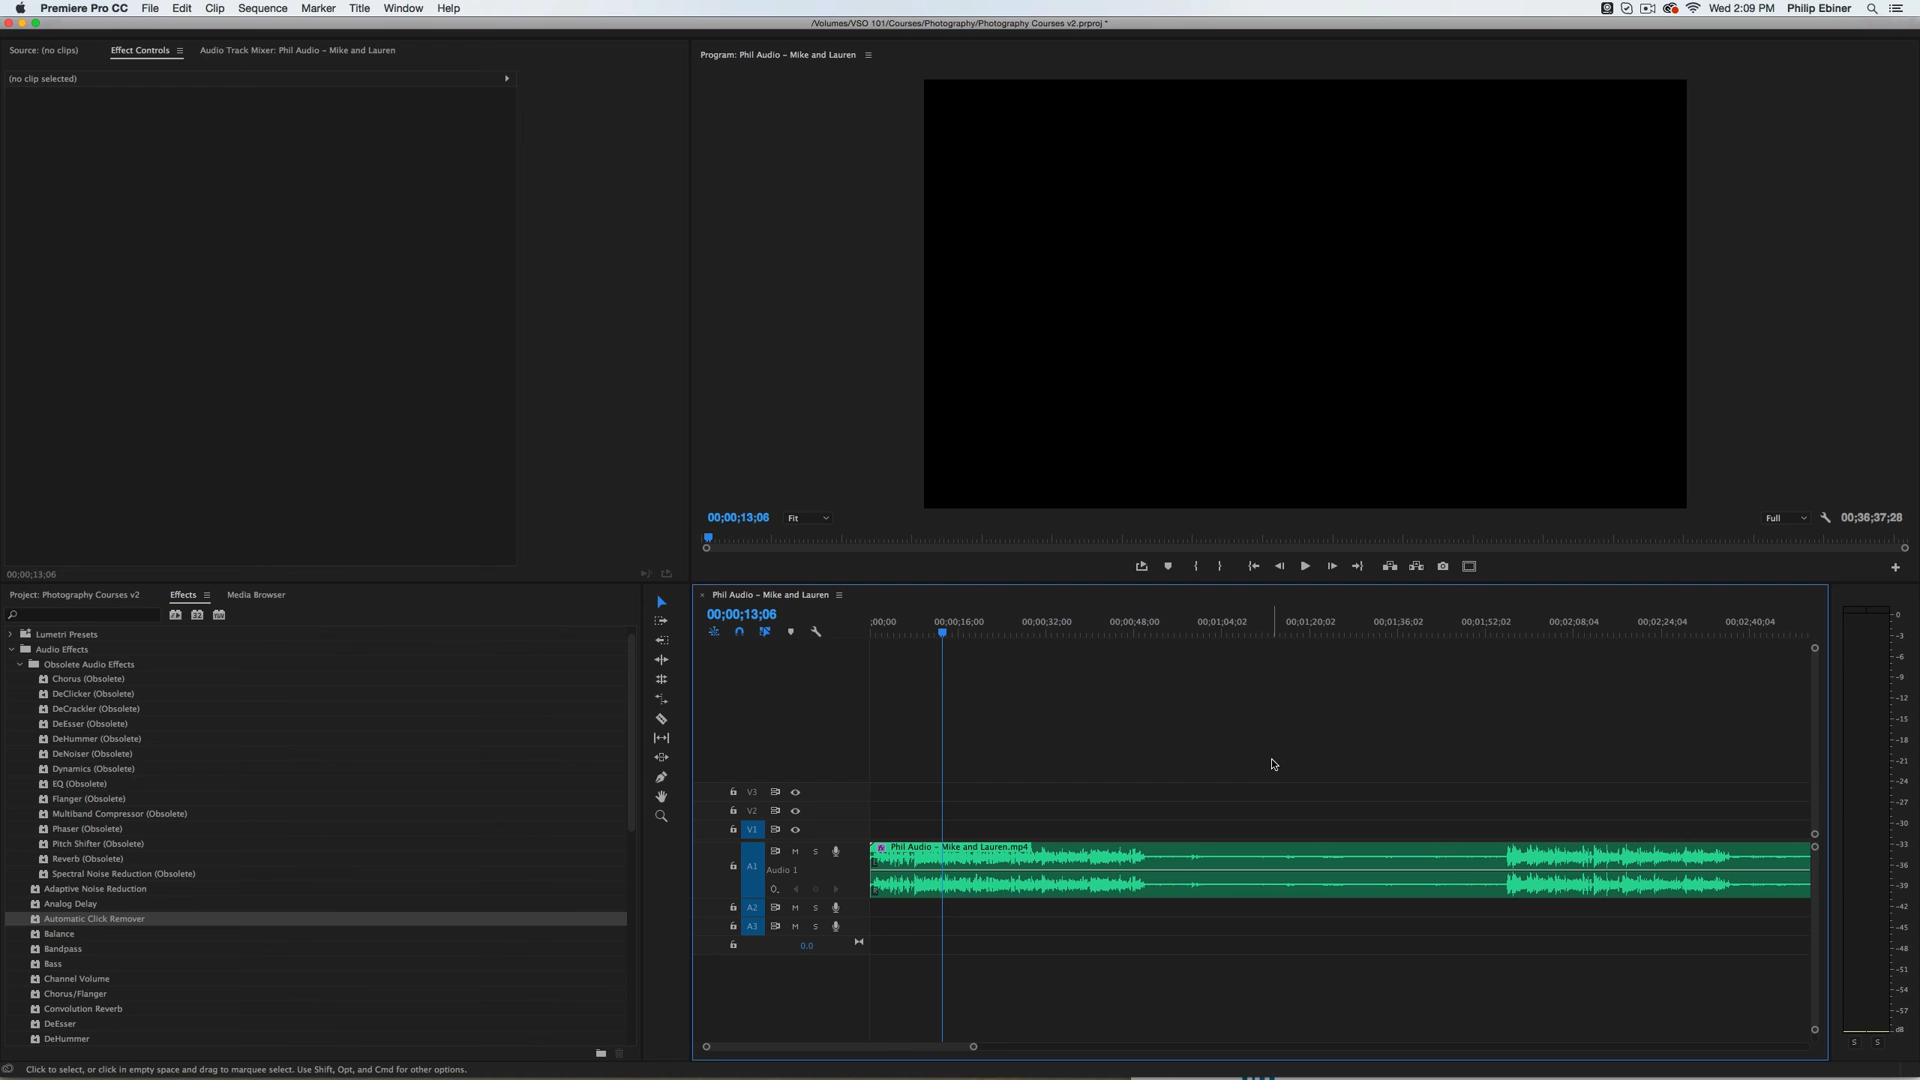 Premiere Pro CC File Edit Clip Sequence Marker Title Window Help Wed 2:09 PM Philip Ebiner
/Volumes/VSO 101/Courses/Photography/Photography Courses v2.prproj *
Source: (no clips) Effect Controls Audio Track Mixer: Phil Audio – Mike and Lauren
(no clip selected)
00;00;13;06
Program: Phil Audio – Mike and Lauren
00;00;13;06 Fit Full 00;36;37;28
Project: Photography Courses v2 Effects Media Browser
Lumetri Presets
Audio Effects
Obsolete Audio Effects
Chorus (Obsolete)
DeClicker (Obsolete)
DeCrackler (Obsolete)
DeEsser (Obsolete)
DeHummer (Obsolete)
DeNoiser (Obsolete)
Dynamics (Obsolete)
EQ (Obsolete)
Flanger (Obsolete)
Multiband Compressor (Obsolete)
Phaser (Obsolete)
Pitch Shifter (Obsolete)
Reverb (Obsolete)
Spectral Noise Reduction (Obsolete)
Adaptive Noise Reduction
Analog Delay
Automatic Click Remover
Balance
Bandpass
Bass
Channel Volume
Chorus/Flanger
Convolution Reverb
DeEsser
DeHummer
Phil Audio – Mike and Lauren
00;00;13;06
;00;00 00;00;16;00 00;00;32;00 00;00;48;00 00;01;04;02 00;01;20;02 00;01;36;02 00;01;52;02 00;02;08;04 00;02;24;04 00;02;40;04
V3
V2
V1
A1 M S Phil Audio – Mike and Lauren.mp4
Audio 1
A2 M S
A3 M S
0.0
0
-3
-6
-9
-12
-15
-18
-21
-24
-27
-30
-33
-36
-39
-42
-45
-48
-51
-54
-57
dB
S S
Click to select, or click in empty space and drag to marquee select. Use Shift, Opt, and Cmd for other options.